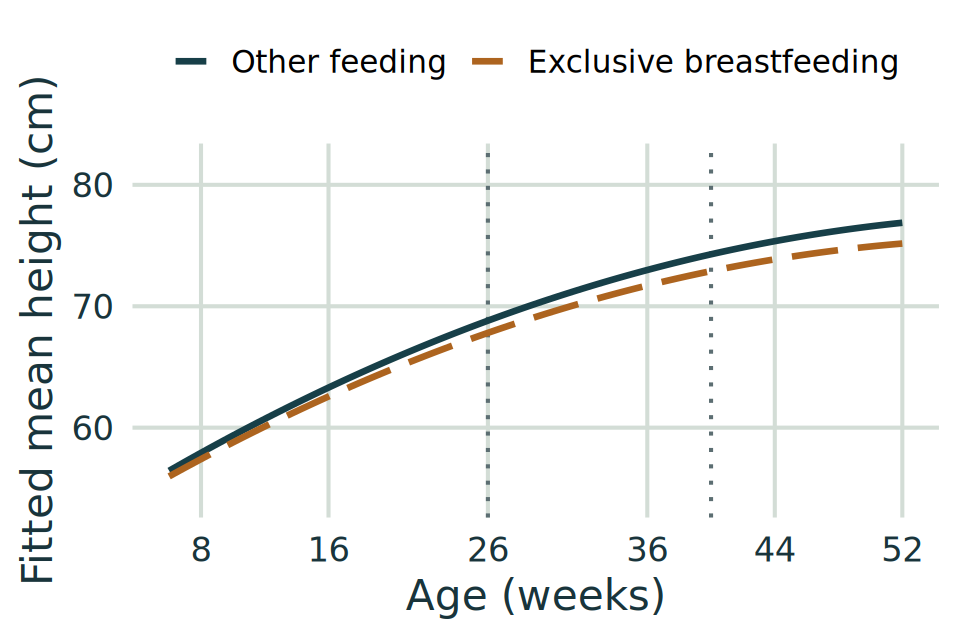 Other feeding
Exclusive breastfeeding
Fitted mean height (cm)
80
70
60
8
16
26
36
44
52
Age (weeks)